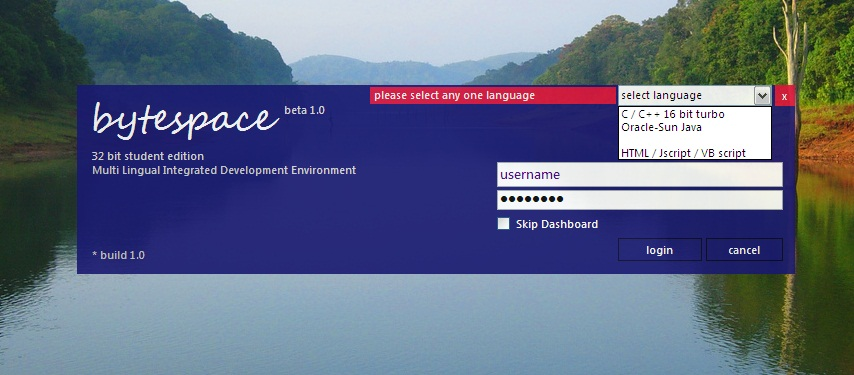 please select any one language
select language
x
bytespace
beta 1.0
C / C++ 16 bit turbo
Oracle-Sun Java
HTML / Jscript / VB script
32 bit student edition
Multi Lingual Integrated Development Environment
username
●●●●●●●●
Skip Dashboard
login
cancel
* build 1.0